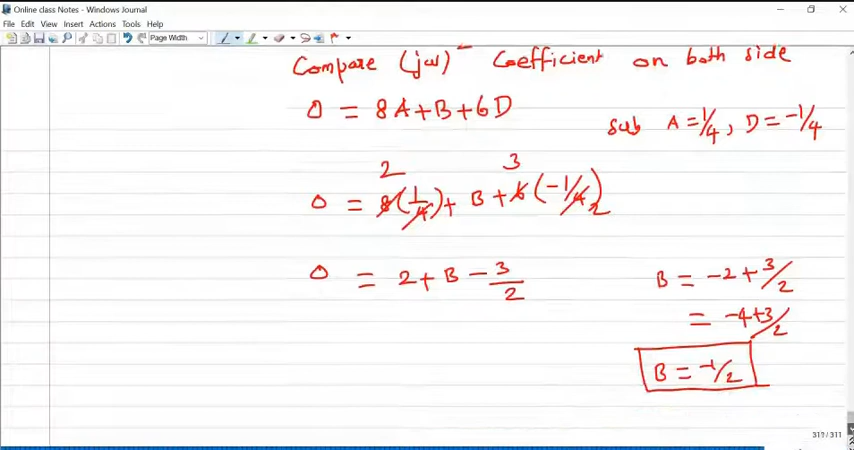 Online class Notes - Windows Journal
File Edit View Insert Actions Tools Help
Page Width
Compare (jω)² Coefficient on both side
0 = 8A+B+6D
Sub A=1/4, D=-1/4
2 3
0 = 8(1/4)+ B +6(-1/4)2
0 = 2+B-3/2
B = -2+3/2
= -4+3/2
B = -1/2
311 / 311